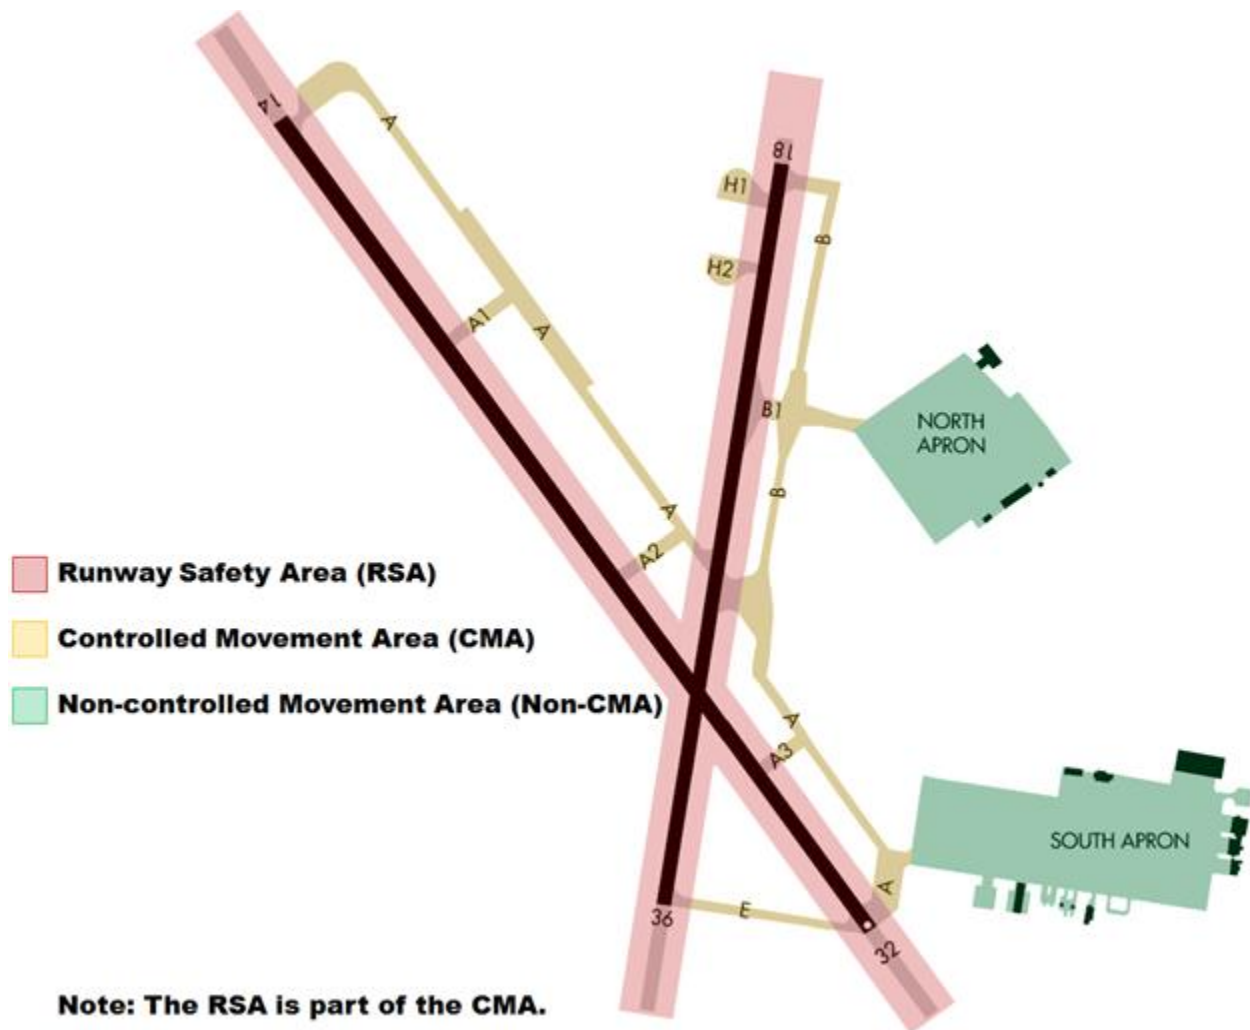 14
A
18
H1
B
H2
A1
A
B1
NORTH
APRON
B
A
A2
Runway Safety Area (RSA)
Controlled Movement Area (CMA)
Non-controlled Movement Area (Non-CMA)
A
A3
SOUTH APRON
A
E
36
32
Note: The RSA is part of the CMA.